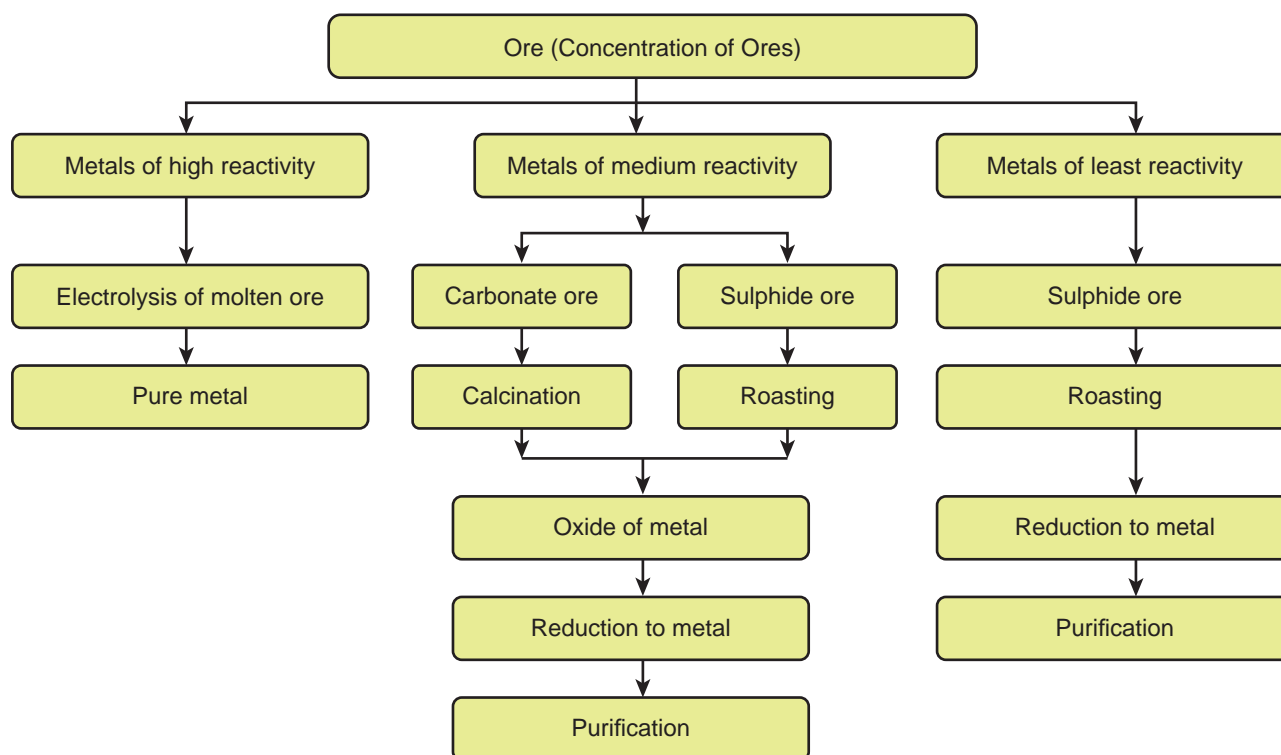 Ore (Concentration of Ores)
Metals of high reactivity
Metals of medium reactivity
Metals of least reactivity
Electrolysis of molten ore
Carbonate ore
Sulphide ore
Sulphide ore
Pure metal
Calcination
Roasting
Roasting
Oxide of metal
Reduction to metal
Reduction to metal
Purification
Purification